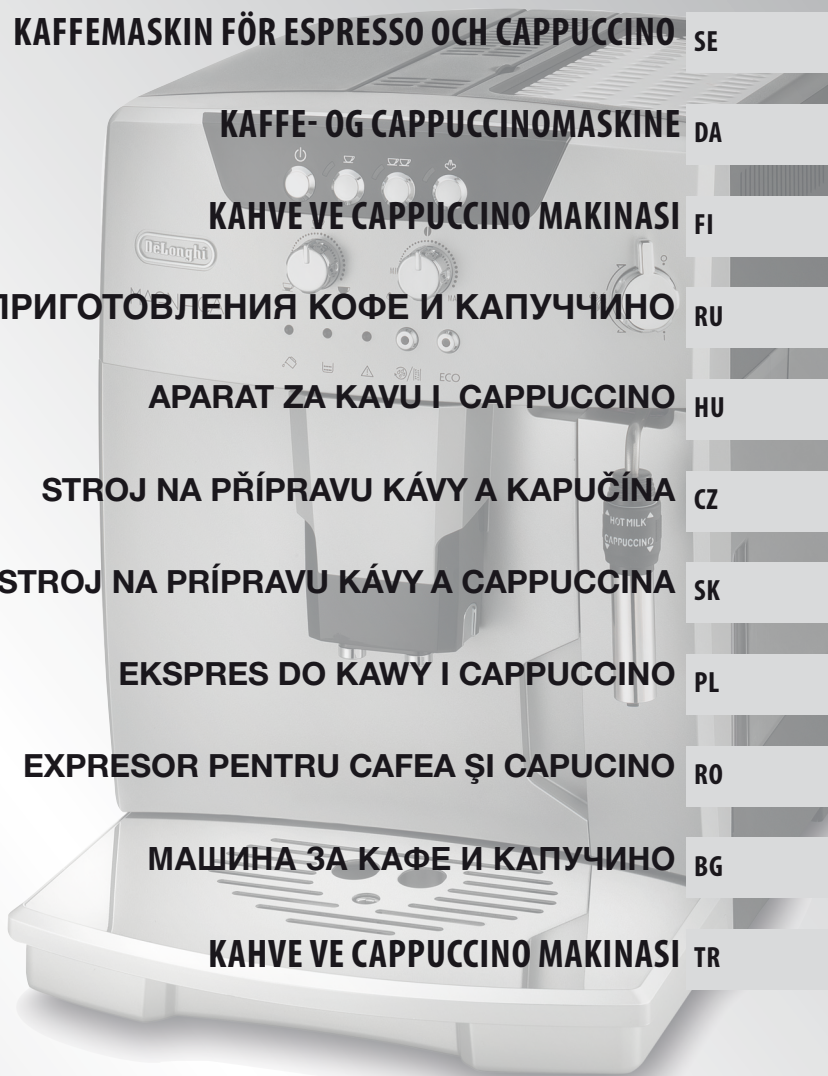 KAFFEMASKIN FÖR ESPRESSO OCH CAPPUCCINO SE
KAFFE- OG CAPPUCCINOMASKINE DA
KAHVE VE CAPPUCCINO MAKINASI FI
DeLonghi
ПРИГОТОВЛЕНИЯ КОФЕ И КАПУЧЧИНО RU
ECO
APARAT ZA KAVU I CAPPUCCINO HU
STROJ NA PŘÍPRAVU KÁVY A KAPUČÍNA CZ
HOT MILK
CAPPUCCINO
STROJ NA PRÍPRAVU KÁVY A CAPPUCCINA SK
EKSPRES DO KAWY I CAPPUCCINO PL
EXPRESOR PENTRU CAFEA ŞI CAPUCINO RO
МАШИНА ЗА КАФЕ И КАПУЧИНО BG
KAHVE VE CAPPUCCINO MAKINASI TR